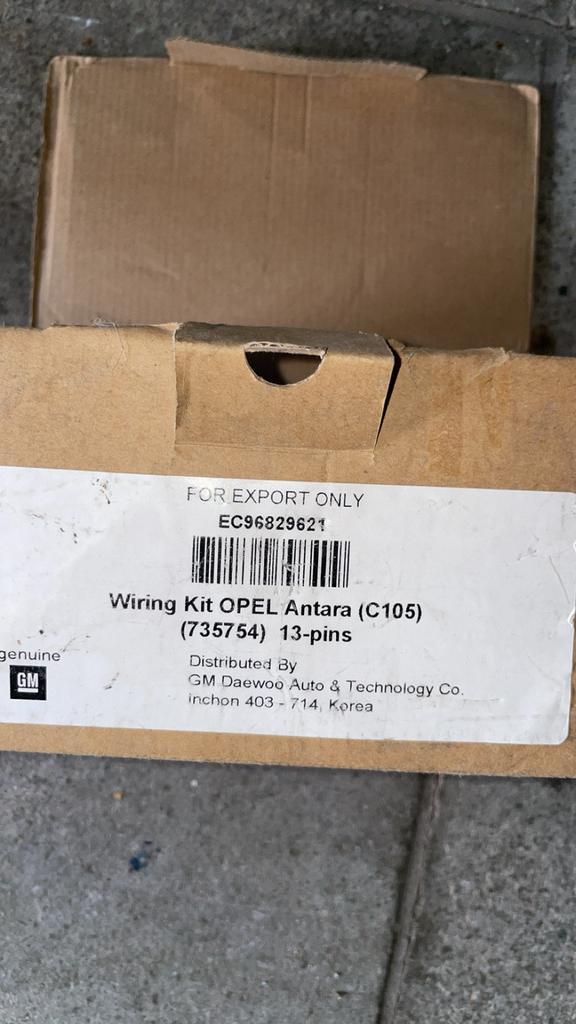 FOR EXPORT ONLY
EC96829621
Wiring Kit OPEL Antara (C105)
(735754) 13-pins
genuine
GM
Distributed By
GM Daewoo Auto & Technology Co.
Inchon 403 - 714, Korea